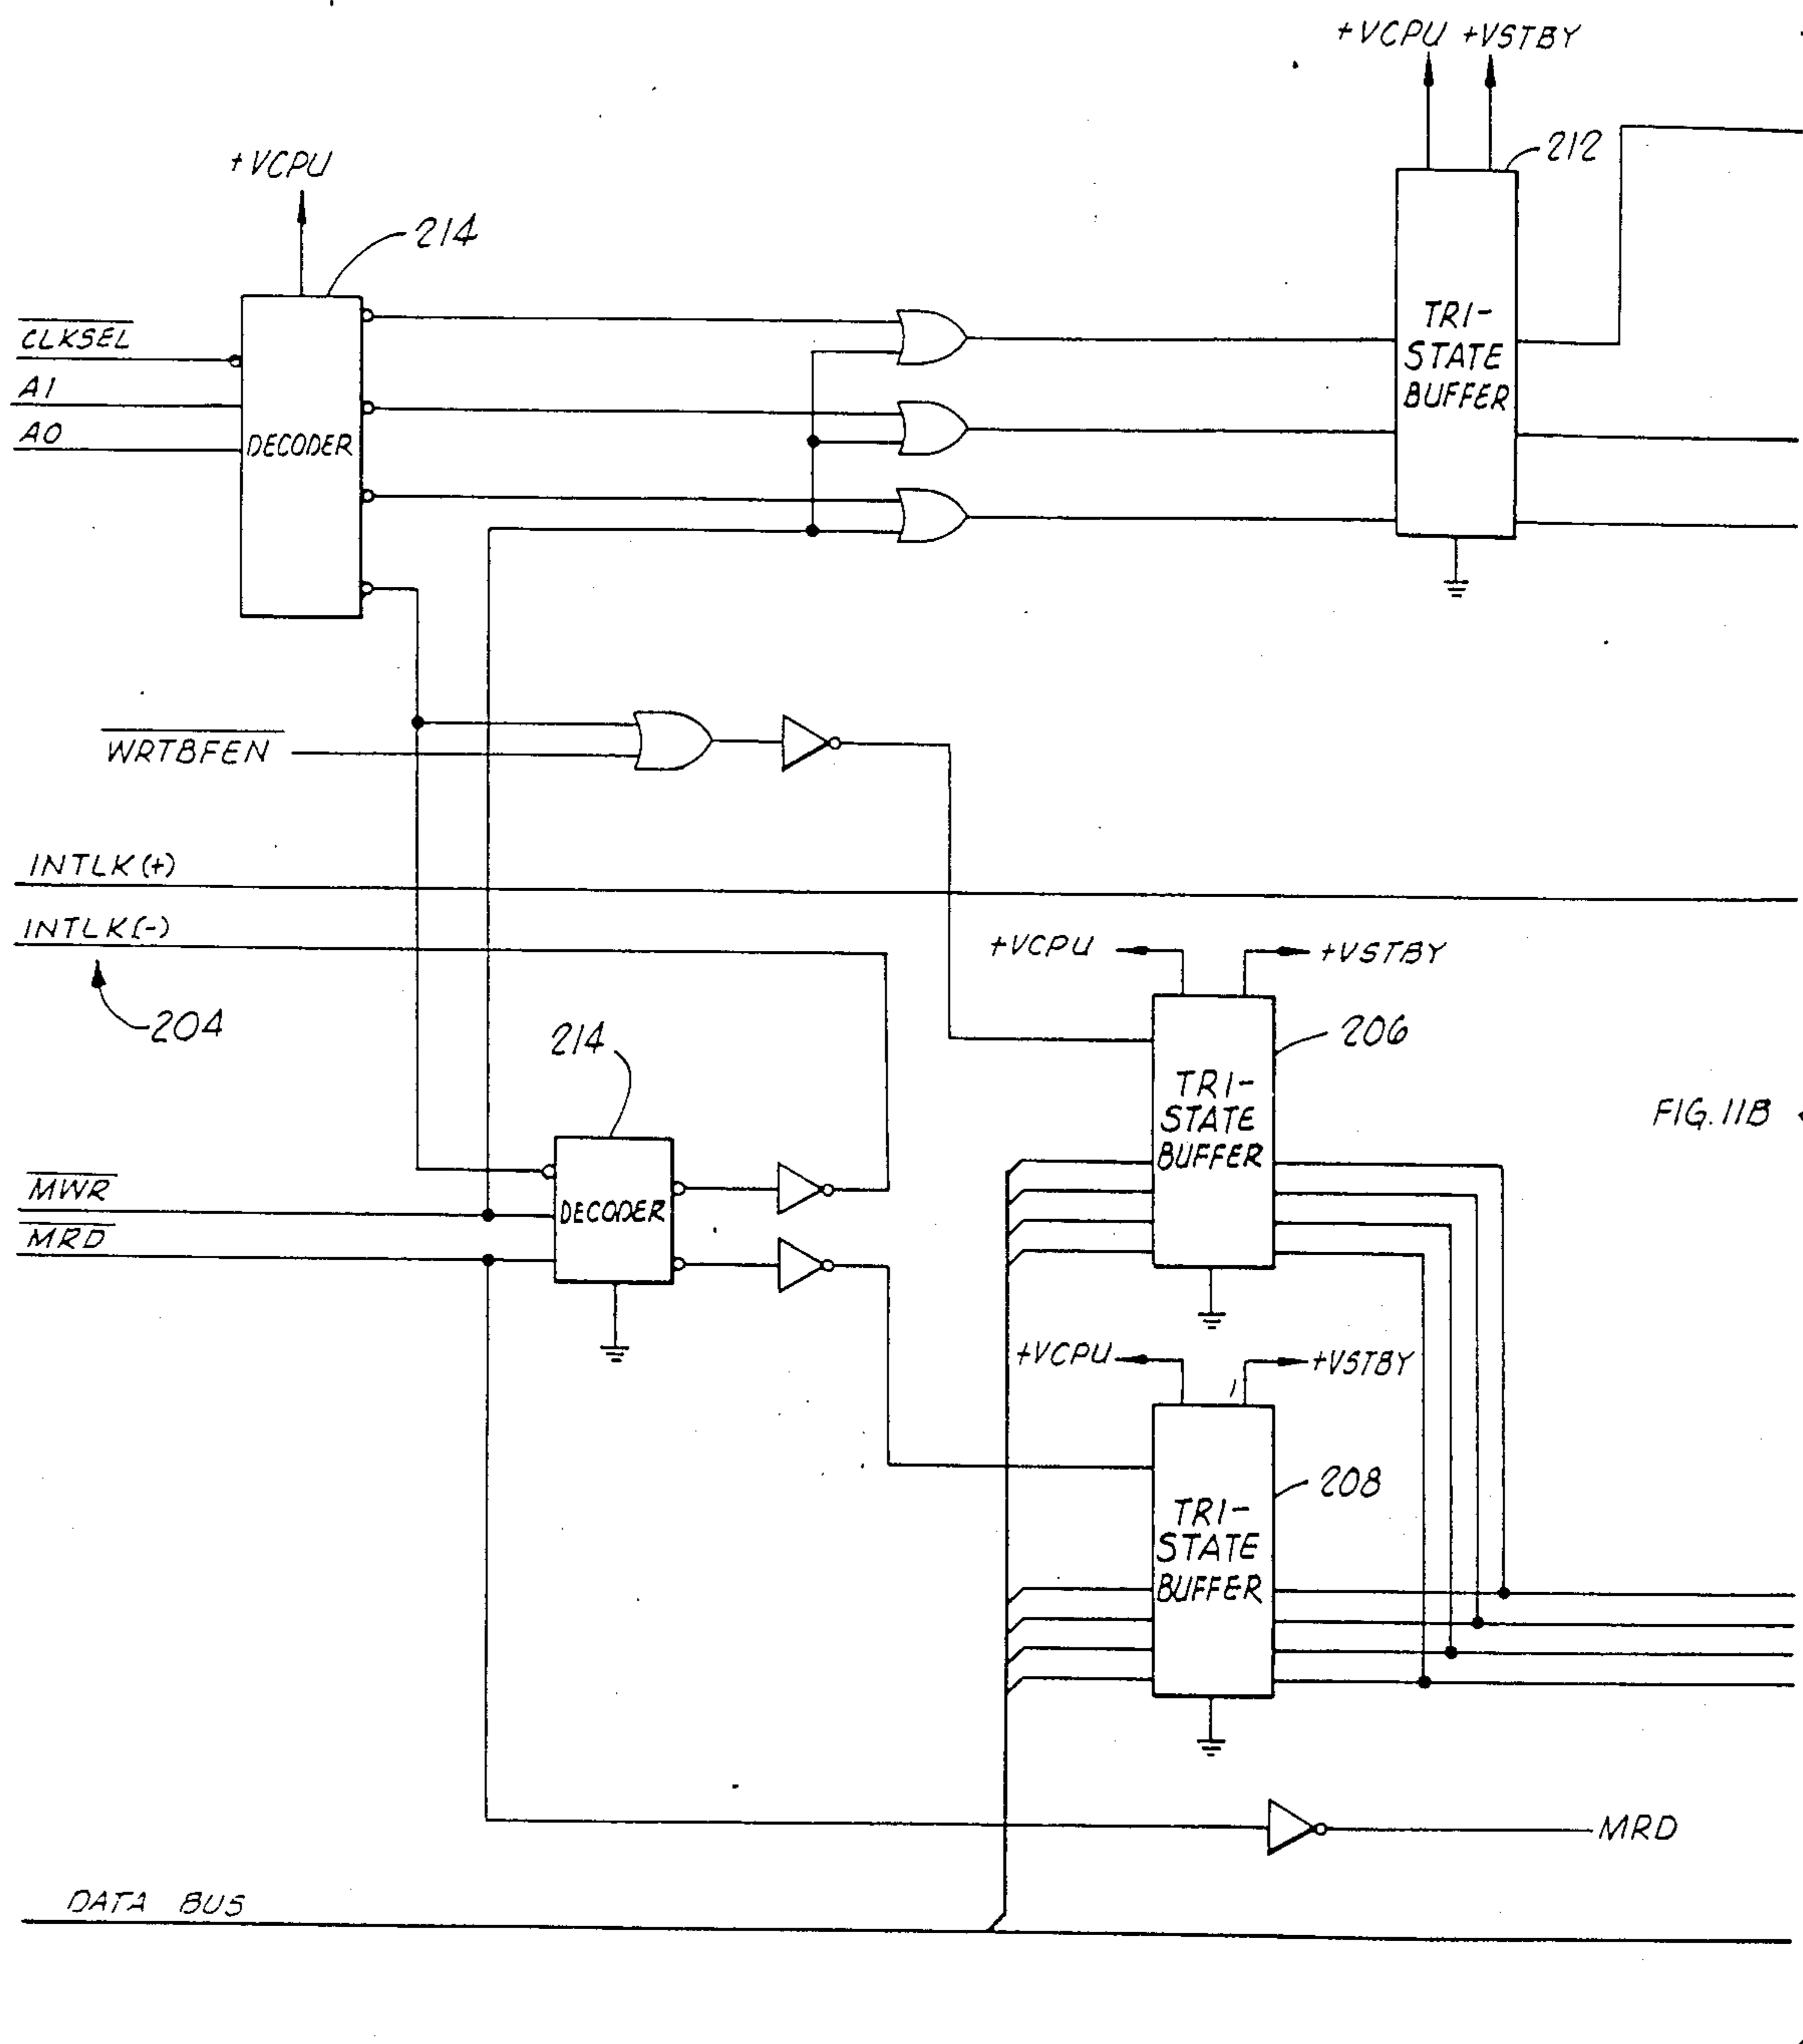 +VCPU +VSTBY
212
+VCPU
214
CLKSEL
A1
A0
DECODER
TRI-
STATE
BUFFER
WRTBFEN
INTLK(+)
INTLK(-)
204
+VCPU
+VSTBY
206
214
TRI-
STATE
BUFFER
FIG. 11B
MWR
MRD
DECODER
+VCPU
+VSTBY
208
TRI-
STATE
BUFFER
MRD
DATA BUS